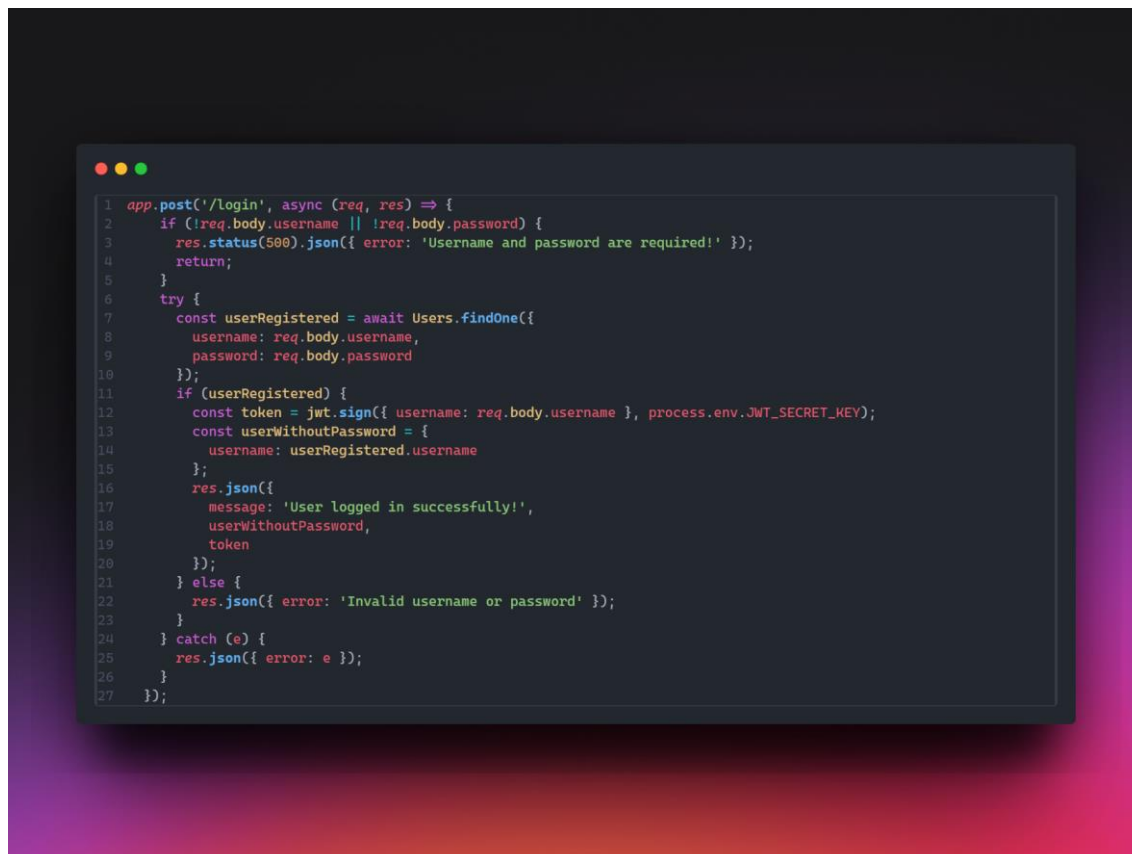 1 app.post('/login', async (req, res) ⇒ {
2 if (!req.body.username || !req.body.password) {
3 res.status(500).json({ error: 'Username and password are required!' });
4 return;
5 }
6 try {
7 const userRegistered = await Users.findOne({
8 username: req.body.username,
9 password: req.body.password
10 });
11 if (userRegistered) {
12 const token = jwt.sign({ username: req.body.username }, process.env.JWT_SECRET_KEY);
13 const userWithoutPassword = {
14 username: userRegistered.username
15 };
16 res.json({
17 message: 'User logged in successfully!',
18 userWithoutPassword,
19 token
20 });
21 } else {
22 res.json({ error: 'Invalid username or password' });
23 }
24 } catch (e) {
25 res.json({ error: e });
26 }
27 });